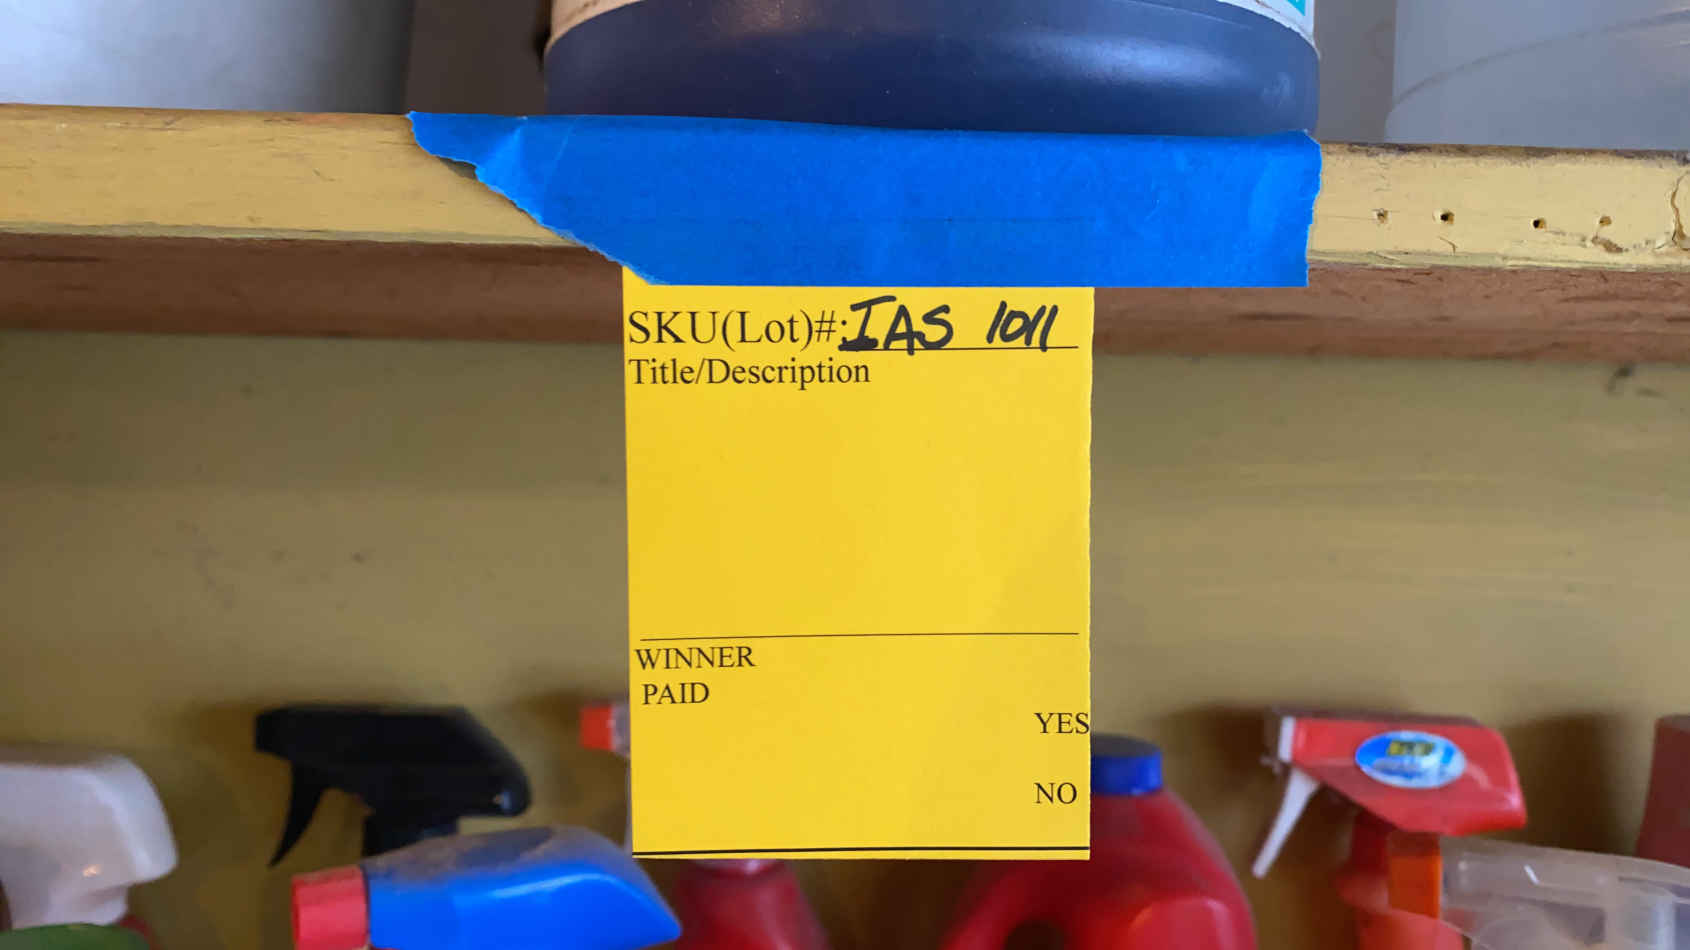 SKU(Lot)#: IAS 1011
Title/Description
WINNER
PAID
YES
NO